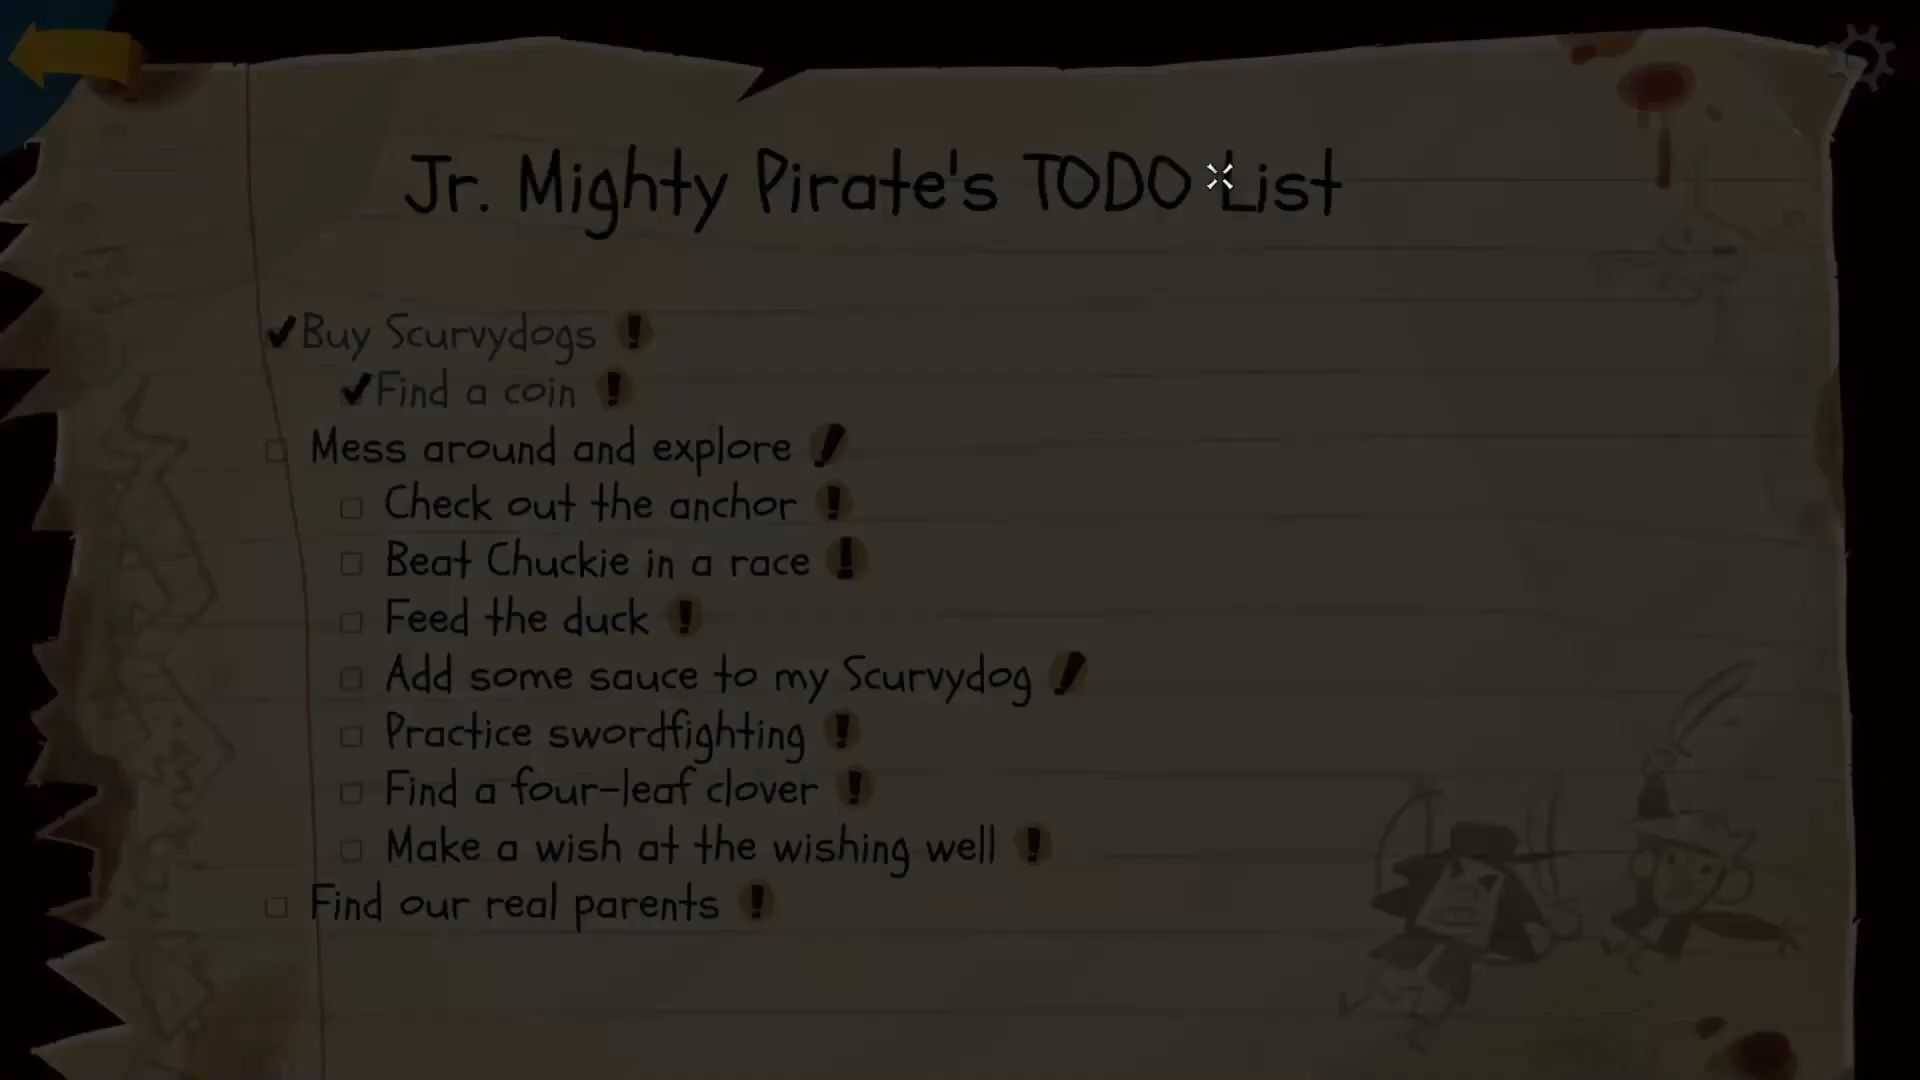 Jr. Mighty Pirate's TODO List
✔Buy Scurvydogs !
✔Find a coin !
Mess around and explore !
Check out the anchor !
Beat Chuckie in a race !
Feed the duck !
Add some sauce to my Scurvydog !
Practice swordfighting !
Find a four-leaf clover !
Make a wish at the wishing well !
Find our real parents !